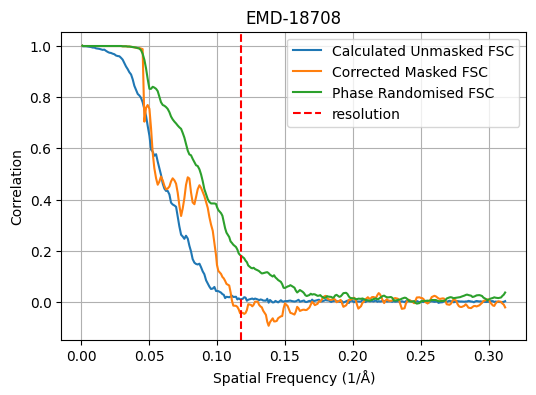 EMD-18708
Calculated Unmasked FSC
Corrected Masked FSC
Phase Randomised FSC
resolution
Correlation
1.0
0.8
0.6
0.4
0.2
0.0
0.00 0.05 0.10 0.15 0.20 0.25 0.30
Spatial Frequency (1/Å)